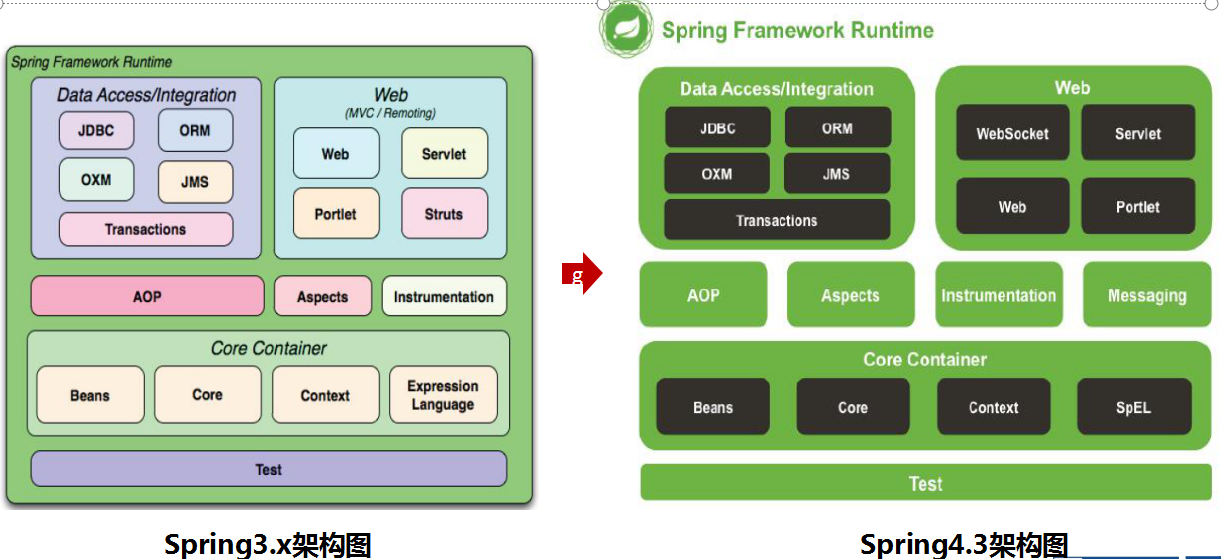 Spring Framework Runtime
Data Access/Integration
JDBC
ORM
OXM
JMS
Transactions
Web
(MVC / Remoting)
Web
Servlet
Portlet
Struts
AOP
Aspects
Instrumentation
Core Container
Beans
Core
Context
Expression
Language
Test
Spring3.x架构图
g
Spring Framework Runtime
Data Access/Integration
JDBC
ORM
OXM
JMS
Transactions
Web
WebSocket
Servlet
Web
Portlet
AOP
Aspects
Instrumentation
Messaging
Core Container
Beans
Core
Context
SpEL
Test
Spring4.3架构图